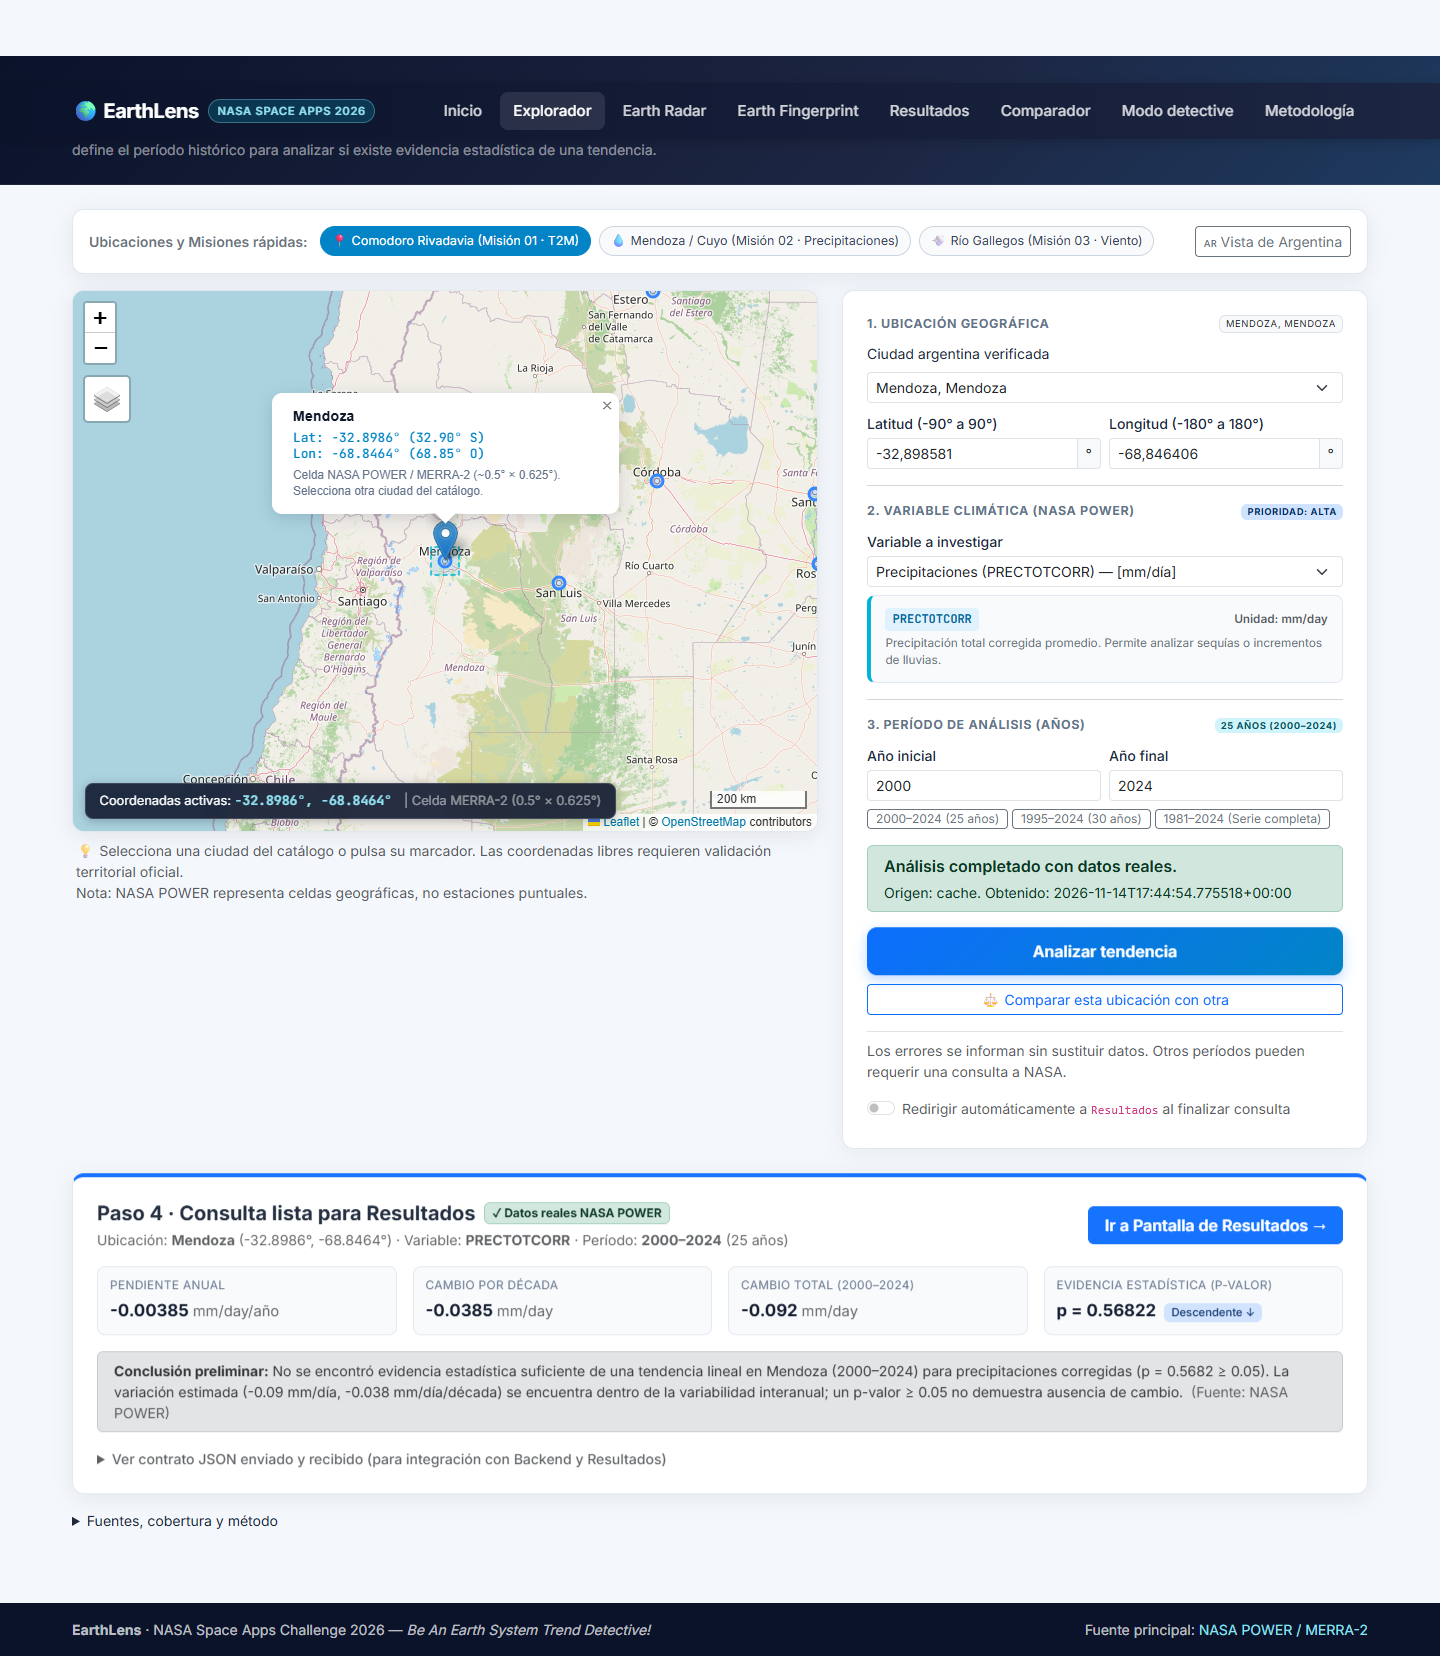 EarthLens NASA SPACE APPS 2026 Inicio Explorador Earth Radar Earth Fingerprint Resultados Comparador Modo detective Metodología
define el período histórico para analizar si existe evidencia estadística de una tendencia.
Ubicaciones y Misiones rápidas: Comodoro Rivadavia (Misión 01 · T2M) Mendoza / Cuyo (Misión 02 · Precipitaciones) Río Gallegos (Misión 03 · Viento) AR Vista de Argentina
+
−
Estero
Santiago
del Estero
San Fernando
del Valle
de Catamarca
La Rioja
Mendoza
×
Lat: -32.8986° (32.90° S)
Lon: -68.8464° (68.85° O)
Celda NASA POWER / MERRA-2 (~0.5° × 0.625°).
Selecciona otra ciudad del catálogo.
Córdoba
Santa F
Sant
Córdoba
Mendoza
Región de
Valparaíso
Valparaíso
Río Cuarto
Ros
San Luis
Villa Mercedes
San Antonio
Santiago
Perg
San Luis
Región del
Libertador
General
Bernardo
O'Higgins
Junín
Mendoza
Región del
Maule
Santa Rosa
Concepción
Chile
Coordenadas activas: -32.8986°, -68.8464° | Celda MERRA-2 (0.5° × 0.625°)
200 km
Biobío
Leaflet | © OpenStreetMap contributors
💡 Selecciona una ciudad del catálogo o pulsa su marcador. Las coordenadas libres requieren validación
territorial oficial.
Nota: NASA POWER representa celdas geográficas, no estaciones puntuales.
1. UBICACIÓN GEOGRÁFICA MENDOZA, MENDOZA
Ciudad argentina verificada
Mendoza, Mendoza
Latitud (-90° a 90°) Longitud (-180° a 180°)
-32,898581 ° -68,846406 °
2. VARIABLE CLIMÁTICA (NASA POWER) PRIORIDAD: ALTA
Variable a investigar
Precipitaciones (PRECTOTCORR) — [mm/día]
PRECTOTCORR Unidad: mm/day
Precipitación total corregida promedio. Permite analizar sequías o incrementos
de lluvias.
3. PERÍODO DE ANÁLISIS (AÑOS) 25 AÑOS (2000–2024)
Año inicial Año final
2000 2024
2000–2024 (25 años) 1995–2024 (30 años) 1981–2024 (Serie completa)
Análisis completado con datos reales.
Origen: cache. Obtenido: 2026-11-14T17:44:54.775518+00:00
Analizar tendencia
Comparar esta ubicación con otra
Los errores se informan sin sustituir datos. Otros períodos pueden
requerir una consulta a NASA.
Redirigir automáticamente a Resultados al finalizar consulta
Paso 4 · Consulta lista para Resultados ✓ Datos reales NASA POWER
Ir a Pantalla de Resultados →
Ubicación: Mendoza (-32.8986°, -68.8464°) · Variable: PRECTOTCORR · Período: 2000–2024 (25 años)
PENDIENTE ANUAL
-0.00385 mm/day/año
CAMBIO POR DÉCADA
-0.0385 mm/day
CAMBIO TOTAL (2000–2024)
-0.092 mm/day
EVIDENCIA ESTADÍSTICA (P-VALOR)
p = 0.56822 Descendente ↓
Conclusión preliminar: No se encontró evidencia estadística suficiente de una tendencia lineal en Mendoza (2000–2024) para precipitaciones corregidas (p = 0.5682 ≥ 0.05). La
variación estimada (-0.09 mm/día, -0.038 mm/día/década) se encuentra dentro de la variabilidad interanual; un p-valor ≥ 0.05 no demuestra ausencia de cambio. (Fuente: NASA
POWER)
▶ Ver contrato JSON enviado y recibido (para integración con Backend y Resultados)
▶ Fuentes, cobertura y método
EarthLens · NASA Space Apps Challenge 2026 — Be An Earth System Trend Detective!
Fuente principal: NASA POWER / MERRA-2